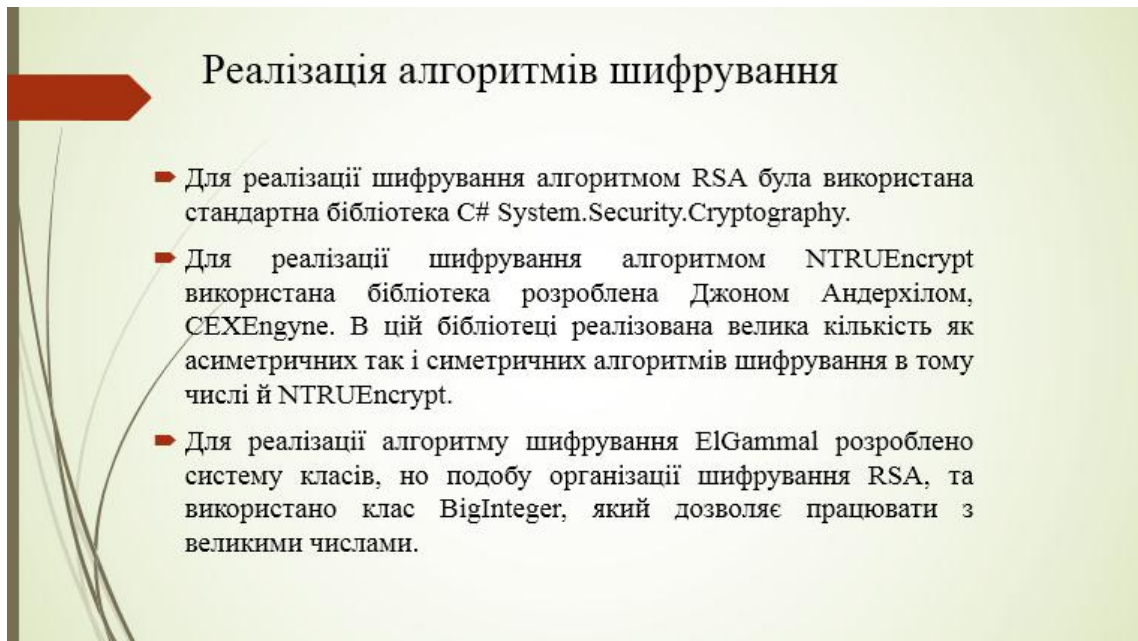 Реалізація алгоритмів шифрування
Для реалізації шифрування алгоритмом RSA була використана
стандартна бібліотека C# System.Security.Cryptography.
Для реалізації шифрування алгоритмом NTRUEncrypt
використана бібліотека розроблена Джоном Андерхілом,
CEXEngyne. В цій бібліотеці реалізована велика кількість як
асиметричних так і симетричних алгоритмів шифрування в тому
числі й NTRUEncrypt.
Для реалізації алгоритму шифрування ElGammal розроблено
систему класів, но подобу організації шифрування RSA, та
використано клас BigInteger, який дозволяє працювати з
великими числами.